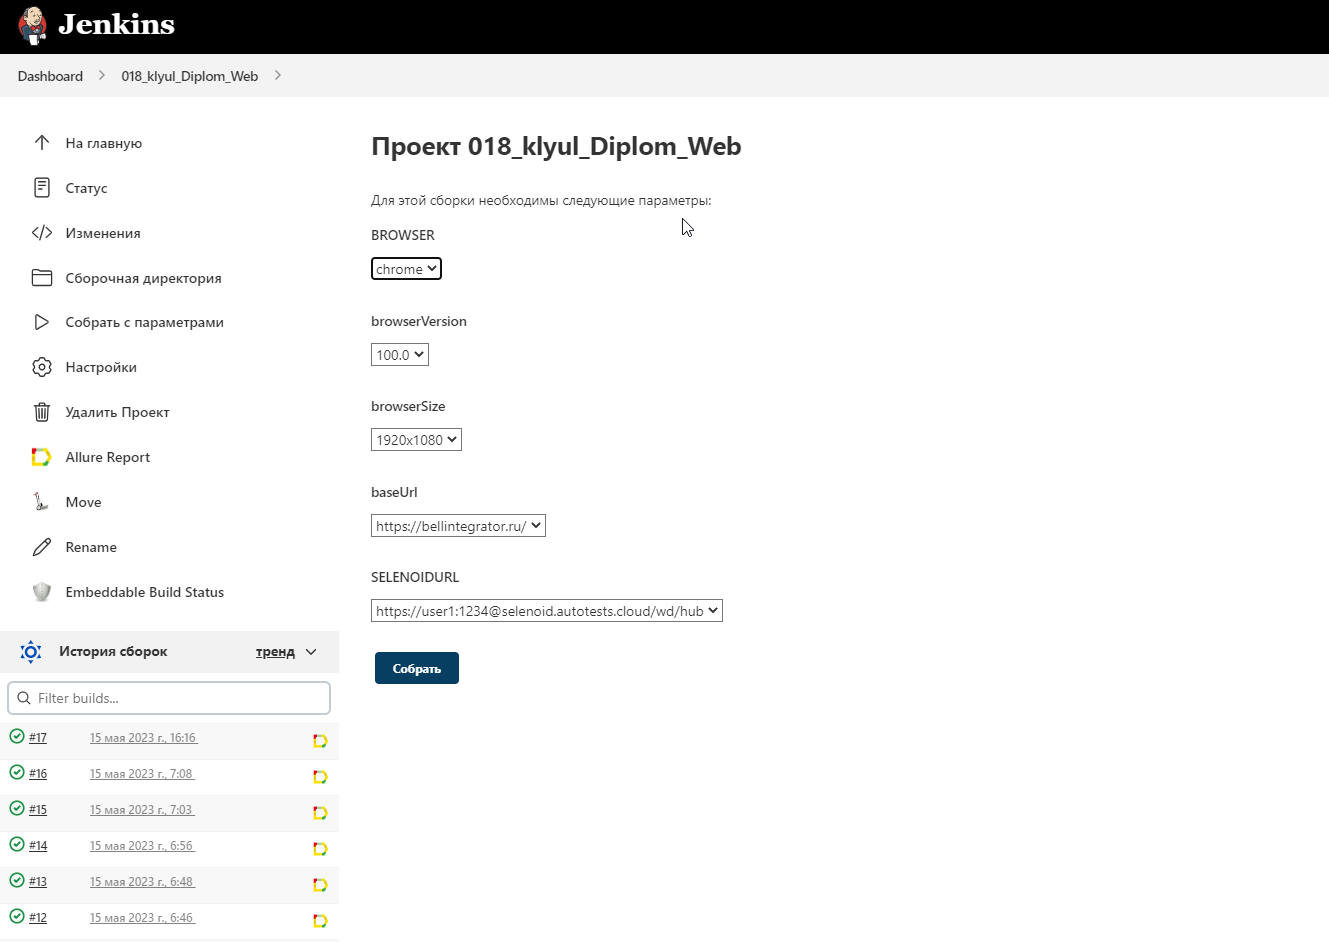 Jenkins
Dashboard
018_klyul_Diplom_Web
На главную
Статус
Изменения
Сборочная директория
Собрать с параметрами
Настройки
Удалить Проект
Allure Report
Move
Rename
Embeddable Build Status
История сборок
тренд
Filter builds...
#17 15 мая 2023 г., 16:16
#16 15 мая 2023 г., 7:08
#15 15 мая 2023 г., 7:03
#14 15 мая 2023 г., 6:56
#13 15 мая 2023 г., 6:48
#12 15 мая 2023 г., 6:46
Проект 018_klyul_Diplom_Web
Для этой сборки необходимы следующие параметры:
BROWSER
chrome
browserVersion
100.0
browserSize
1920x1080
baseUrl
https://bellintegrator.ru/
SELENOIDURL
https://user1:1234@selenoid.autotests.cloud/wd/hub
Собрать